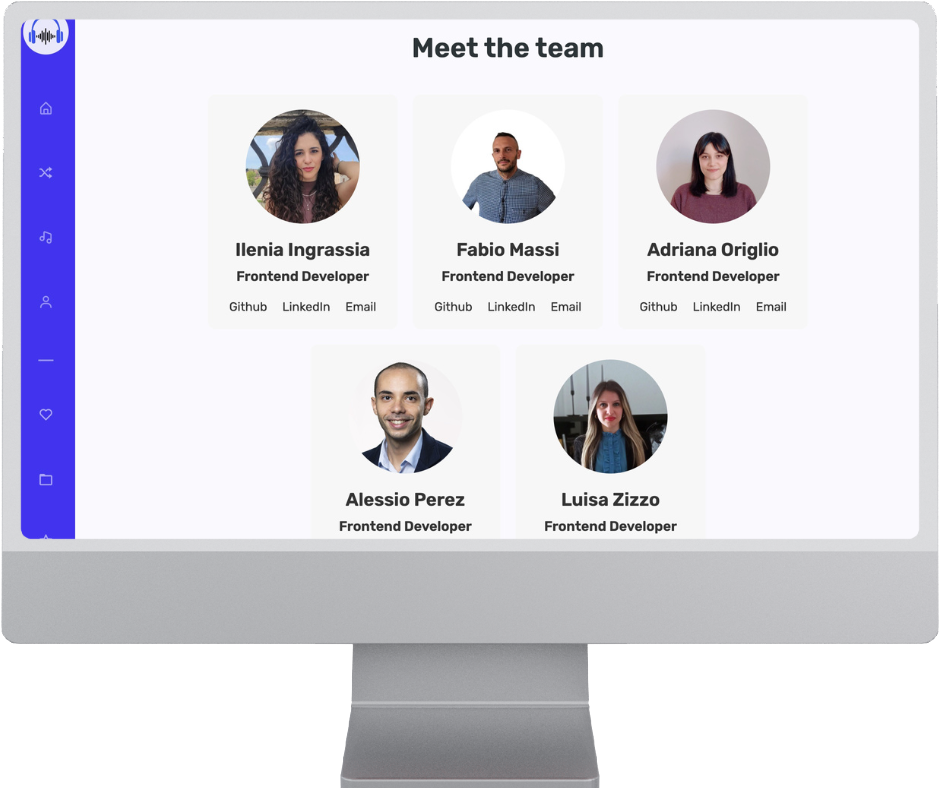 Meet the team
Ilenia Ingrassia
Frontend Developer
Github LinkedIn Email
Fabio Massi
Frontend Developer
Github LinkedIn Email
Adriana Origlio
Frontend Developer
Github LinkedIn Email
Alessio Perez
Frontend Developer
Luisa Zizzo
Frontend Developer